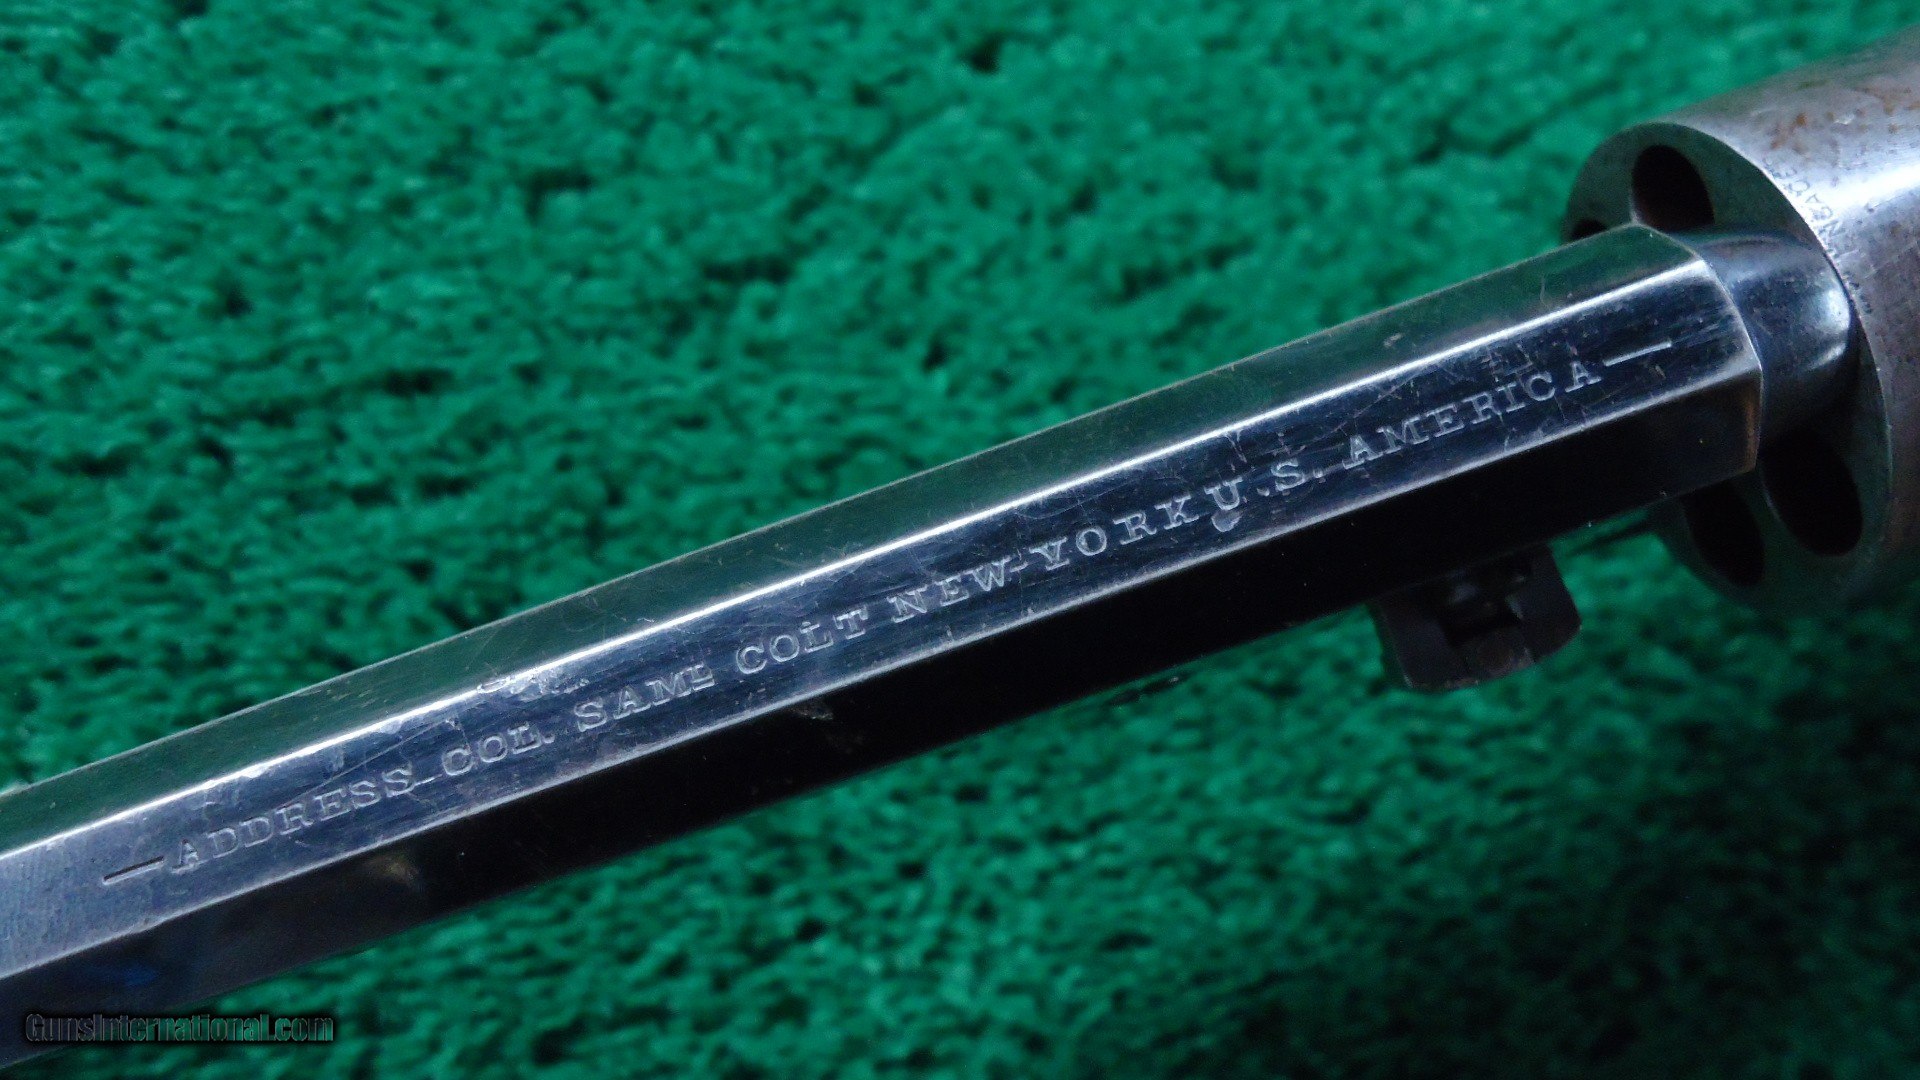 — ADDRESS COL. SAML COLT NEW-YORK U.S. AMERICA —
GunsInternational.com